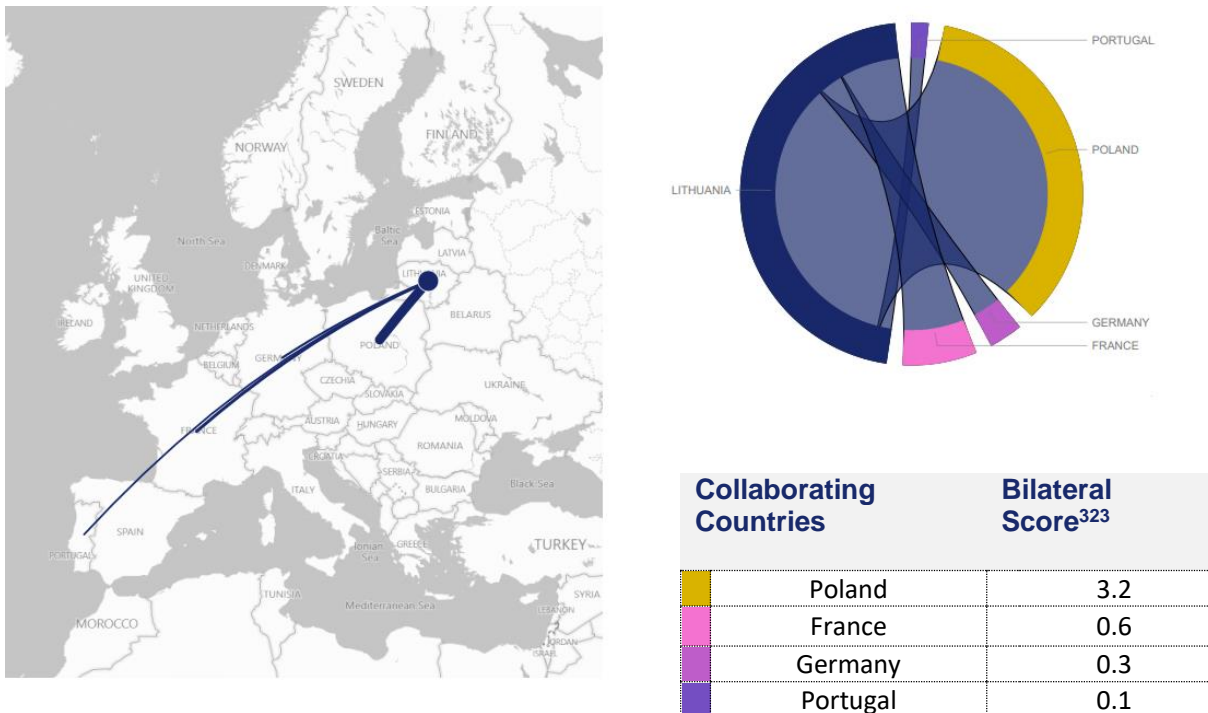 SWEDEN
FINLAND
NORWAY
ESTONIA
Baltic
Sea
North Sea
LATVIA
DENMARK
LITHUANIA
UNITED
KINGDOM
IRELAND
BELARUS
NETHERLANDS
POLAND
GERMANY
BELGIUM
CZECHIA
UKRAINE
SLOVAKIA
AUSTRIA
HUNGARY
MOLDOVA
FRANCE
ROMANIA
CROATIA
SERBIA
ITALY
BULGARIA
Black Sea
SPAIN
PORTUGAL
Ionian
Sea
GREECE
TURKEY
TUNISIA
SYRIA
Mediterranean Sea
LEBANON
MOROCCO
JORDAN
ISRAEL
PORTUGAL
POLAND
LITHUANIA
GERMANY
FRANCE
Collaborating Bilateral
Countries Score323
Poland 3.2
France 0.6
Germany 0.3
Portugal 0.1